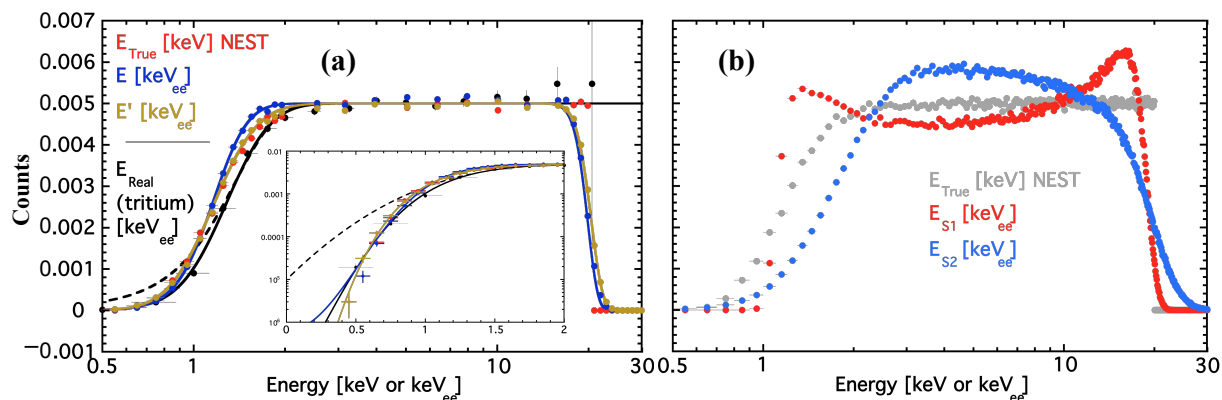 0.007
0.006
0.005
0.004
0.003
0.002
0.001
0
−0.001
Counts
E_True [keV] NEST
E [keV_ee]
E' [keV_ee]
E_Real
(tritium)
[keV_ee]
(a)
0.01
0.001
0.0001
10^5
10^6
0 0.5 1 1.5 2
0.5 1 10 30
Energy [keV or keV_ee]
(b)
E_True [keV] NEST
E_S1 [keV_ee]
E_S2 [keV_ee]
0.5 1 10 30
Energy [keV or keV_ee]